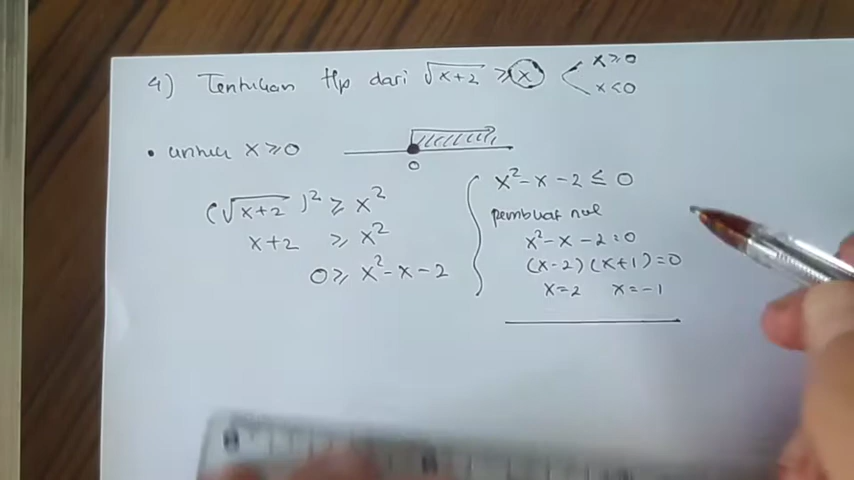 4) Tentukan Hp dari √x+2 ≥ x < x ≥ 0
x < 0
• untuk x ≥ 0
0
(√x+2)² ≥ x²
x+2 ≥ x²
0 ≥ x² - x - 2
x² - x - 2 ≤ 0
pembuat nol
x² - x - 2 = 0
(x-2)(x+1) = 0
x = 2 x = -1